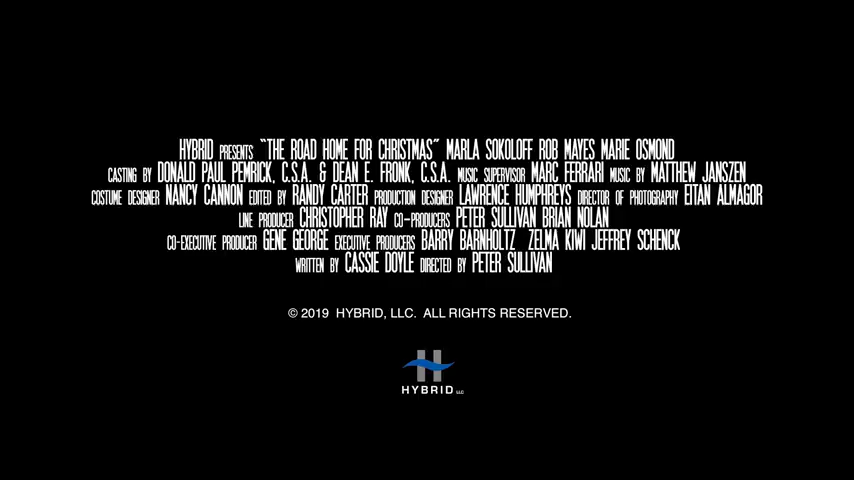 HYBRID PRESENTS "THE ROAD HOME FOR CHRISTMAS" MARLA SOKOLOFF ROB MAYES MARIE OSMOND
CASTING BY DONALD PAUL PEMRICK, C.S.A. & DEAN E. FRONK, C.S.A. MUSIC SUPERVISOR MARC FERRARI MUSIC BY MATTHEW JANSZEN
COSTUME DESIGNER NANCY CANNON EDITED BY RANDY CARTER PRODUCTION DESIGNER LAWRENCE HUMPHREYS DIRECTOR OF PHOTOGRAPHY EITAN ALMAGOR
LINE PRODUCER CHRISTOPHER RAY CO-PRODUCERS PETER SULLIVAN BRIAN NOLAN
CO-EXECUTIVE PRODUCER GENE GEORGE EXECUTIVE PRODUCERS BARRY BARNHOLTZ ZELMA KIWI JEFFREY SCHENCK
WRITTEN BY CASSIE DOYLE DIRECTED BY PETER SULLIVAN
© 2019 HYBRID, LLC. ALL RIGHTS RESERVED.
H
HYBRID LLC